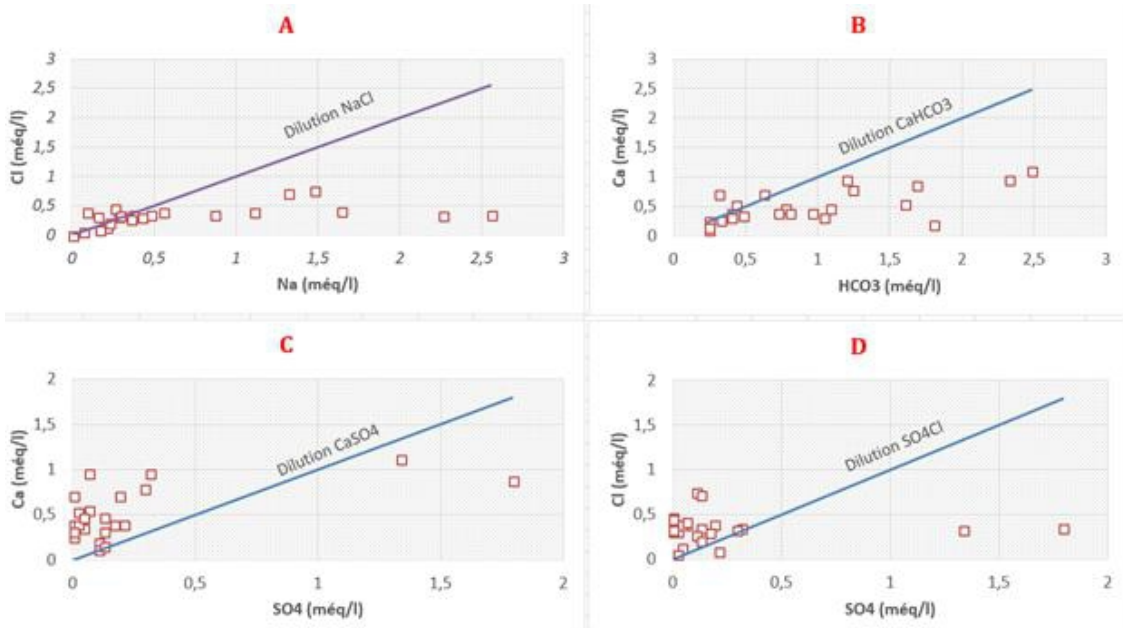 A
3
2,5
2
1,5
1
0,5
0
Cl (méq/l)
Dilution NaCl
0 0,5 1 1,5 2 2,5 3
Na (méq/l)
B
3
2,5
2
1,5
1
0,5
0
Ca (méq/l)
Dilution CaHCO3
0 0,5 1 1,5 2 2,5 3
HCO3 (méq/l)
C
2
1,5
1
0,5
0
Ca (méq/l)
Dilution CaSO4
0 0,5 1 1,5 2
SO4 (méq/l)
D
2
1,5
1
0,5
0
Cl (méq/l)
Dilution SO4Cl
0 0,5 1 1,5 2
SO4 (méq/l)